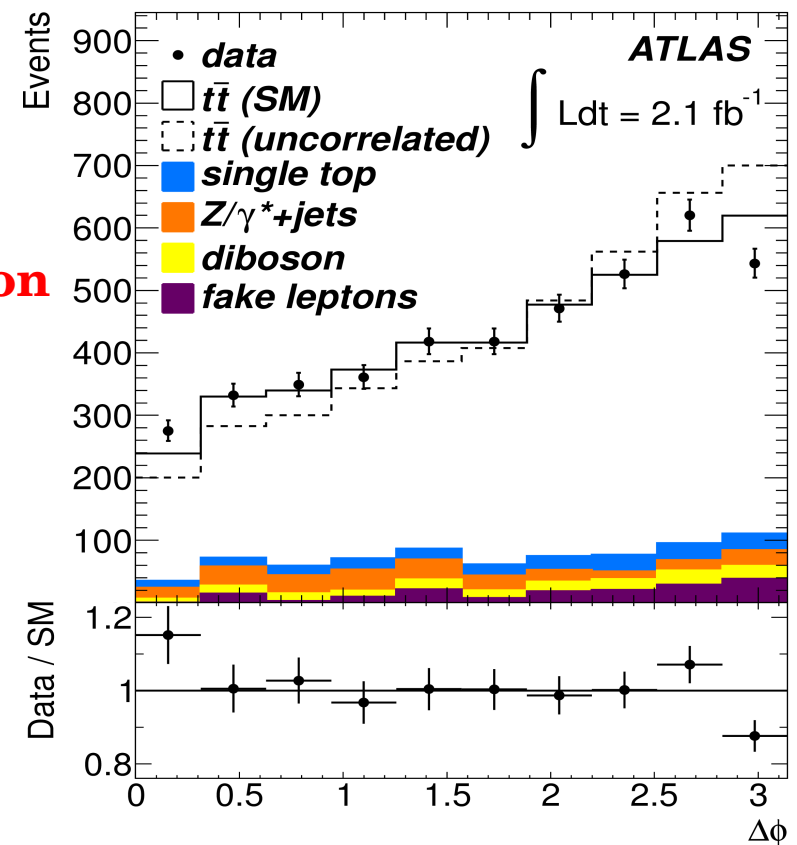 Events
900
800
700
600
500
400
300
200
100
data
tt̄ (SM)
tt̄ (uncorrelated)
single top
Z/γ*+jets
diboson
fake leptons
ATLAS
∫ Ldt = 2.1 fb⁻¹
on
Data / SM
1.2
1
0.8
0 0.5 1 1.5 2 2.5 3
Δϕ